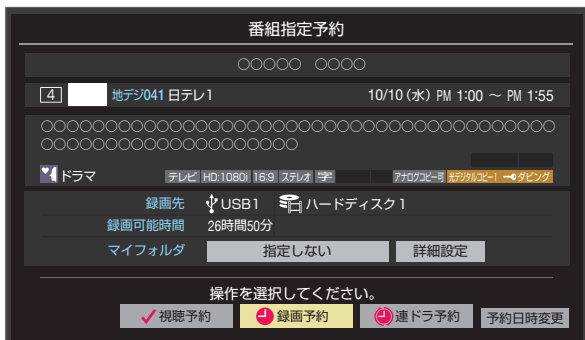 番組指定予約
○○○○○ ○○○○
4 地デジ041 日テレ1 10/10 (水) PM 1:00 ～ PM 1:55
○○○○○○○○○○○○○○○○○○○○○○○○○○○○○○
○○○○○○○○○○○○○○○○○○○○
ドラマ テレビ HD:1080i 16:9 ステレオ 字 アナログコピー可 光デジタルコピー1 ダビング
録画先 USB1 ハードディスク1
録画可能時間 26時間50分
マイフォルダ 指定しない 詳細設定
操作を選択してください。
視聴予約 録画予約 連ドラ予約 予約日時変更